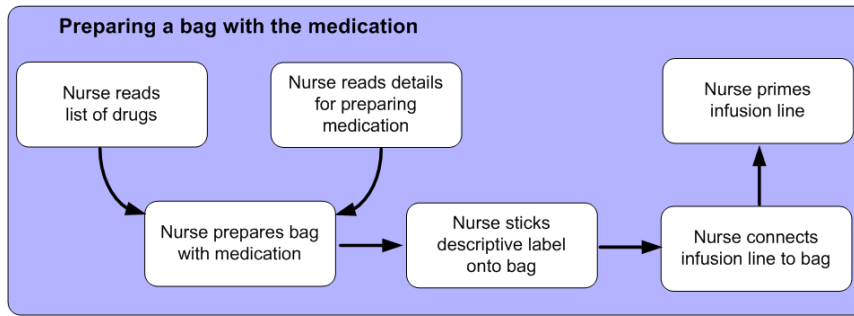 Preparing a bag with the medication
Nurse reads
list of drugs
Nurse reads details
for preparing
medication
Nurse primes
infusion line
Nurse prepares bag
with medication
Nurse sticks
descriptive label
onto bag
Nurse connects
infusion line to bag